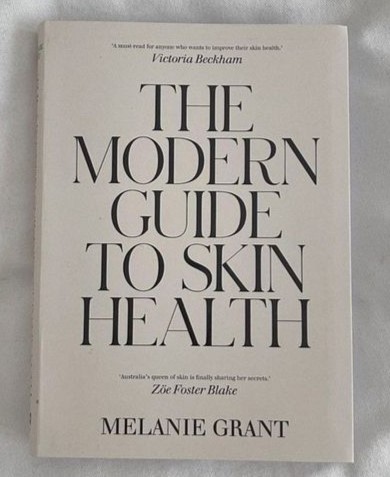 'A must-read for anyone who wants to improve their skin health.'
Victoria Beckham
THE
MODERN
GUIDE
TO SKIN
HEALTH
'Australia's queen of skin is finally sharing her secrets.'
Zöe Foster Blake
MELANIE GRANT